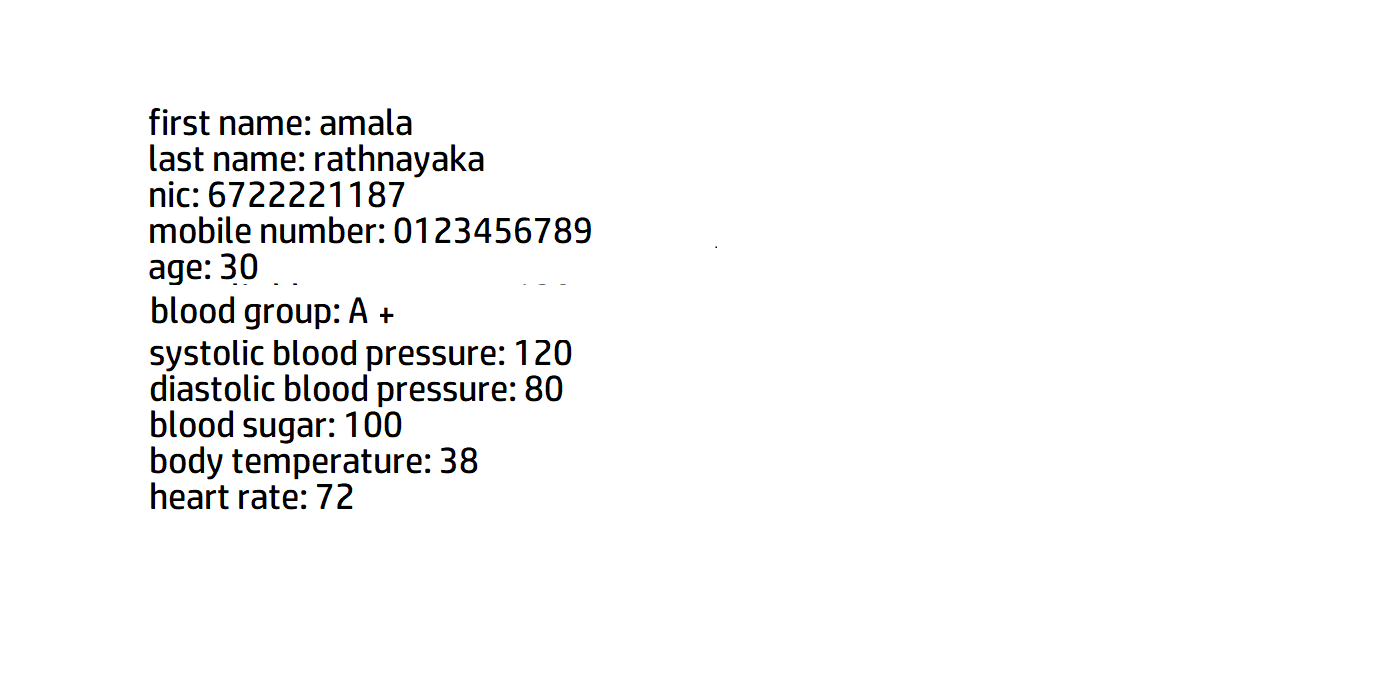 first name: amala
last name: rathnayaka
nic: 6722221187
mobile number: 0123456789
age: 30
blood group: A +
systolic blood pressure: 120
diastolic blood pressure: 80
blood sugar: 100
body temperature: 38
heart rate: 72